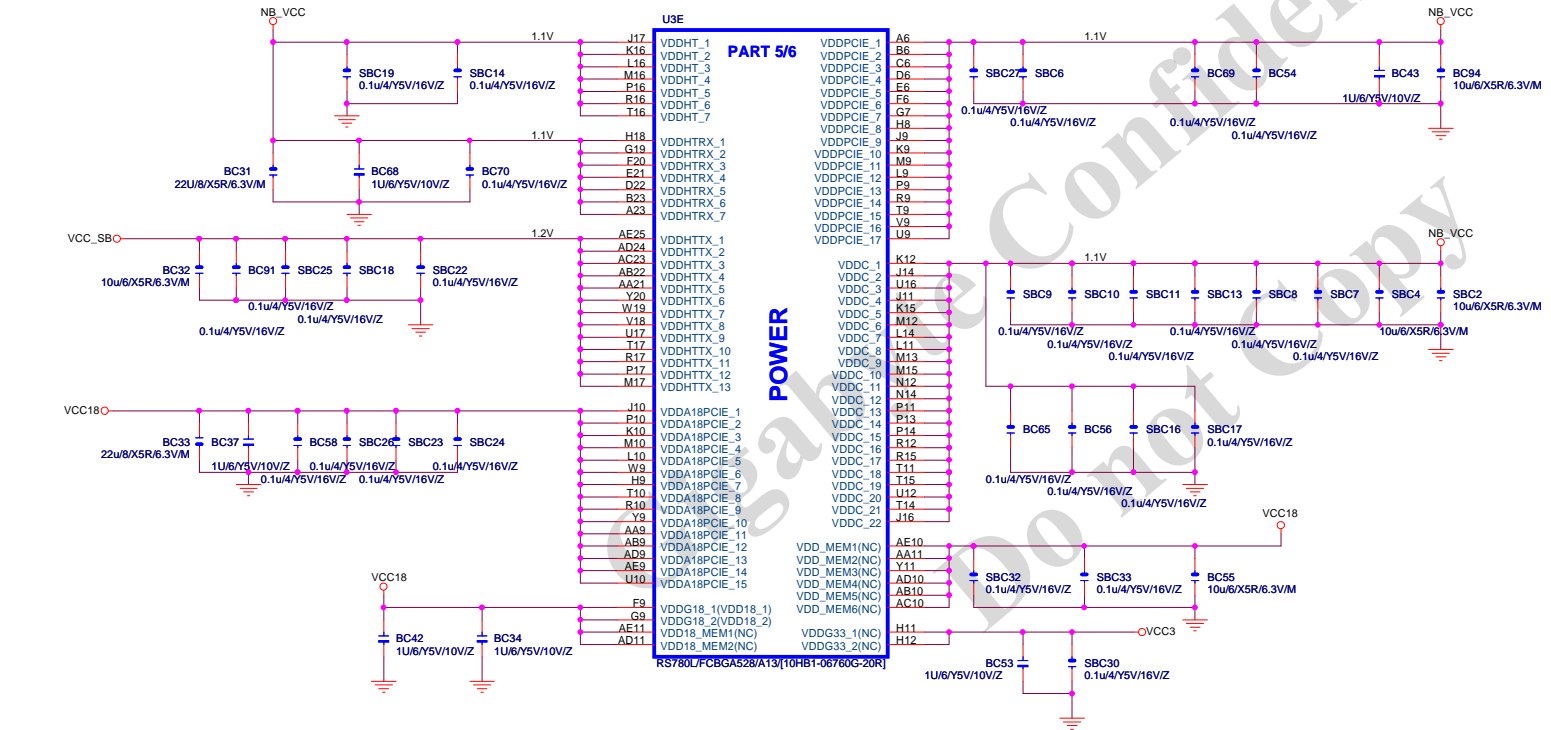 NB_VCC
1.1V
SBC19
0.1u/4/Y5V/16V/Z
SBC14
0.1u/4/Y5V/16V/Z
1.1V
BC31
22U/8/X5R/6.3V/M
BC68
1U/6/Y5V/10V/Z
BC70
0.1u/4/Y5V/16V/Z
VCC_SB
1.2V
BC32
10u/6/X5R/6.3V/M
BC91
SBC25
SBC18
SBC22
0.1u/4/Y5V/16V/Z
0.1u/4/Y5V/16V/Z
0.1u/4/Y5V/16V/Z
0.1u/4/Y5V/16V/Z
VCC18
BC33
22u/8/X5R/6.3V/M
BC37
BC58
SBC26
SBC23
SBC24
1U/6/Y5V/10V/Z
0.1u/4/Y5V/16V/Z
0.1u/4/Y5V/16V/Z
0.1u/4/Y5V/16V/Z
0.1u/4/Y5V/16V/Z
VCC18
BC42
1U/6/Y5V/10V/Z
BC34
1U/6/Y5V/10V/Z
U3E
PART 5/6
POWER
J17 VDDHT_1
K16 VDDHT_2
L16 VDDHT_3
M16 VDDHT_4
P16 VDDHT_5
R16 VDDHT_6
T16 VDDHT_7
H18 VDDHTRX_1
G19 VDDHTRX_2
F20 VDDHTRX_3
E21 VDDHTRX_4
D22 VDDHTRX_5
B23 VDDHTRX_6
A23 VDDHTRX_7
AE25 VDDHTTX_1
AD24 VDDHTTX_2
AC23 VDDHTTX_3
AB22 VDDHTTX_4
AA21 VDDHTTX_5
Y20 VDDHTTX_6
W19 VDDHTTX_7
V18 VDDHTTX_8
U17 VDDHTTX_9
T17 VDDHTTX_10
R17 VDDHTTX_11
P17 VDDHTTX_12
M17 VDDHTTX_13
J10 VDDA18PCIE_1
P10 VDDA18PCIE_2
K10 VDDA18PCIE_3
M10 VDDA18PCIE_4
L10 VDDA18PCIE_5
W9 VDDA18PCIE_6
H9 VDDA18PCIE_7
T10 VDDA18PCIE_8
R10 VDDA18PCIE_9
Y9 VDDA18PCIE_10
AA9 VDDA18PCIE_11
AB9 VDDA18PCIE_12
AD9 VDDA18PCIE_13
AE9 VDDA18PCIE_14
U10 VDDA18PCIE_15
F9 VDDG18_1(VDD18_1)
G9 VDDG18_2(VDD18_2)
AE11 VDD18_MEM1(NC)
AD11 VDD18_MEM2(NC)
VDDPCIE_1 A6
VDDPCIE_2 B6
VDDPCIE_3 C6
VDDPCIE_4 D6
VDDPCIE_5 E6
VDDPCIE_6 F6
VDDPCIE_7 G7
VDDPCIE_8 H8
VDDPCIE_9 J9
VDDPCIE_10 K9
VDDPCIE_11 M9
VDDPCIE_12 L9
VDDPCIE_13 P9
VDDPCIE_14 R9
VDDPCIE_15 T9
VDDPCIE_16 V9
VDDPCIE_17 U9
VDDC_1 K12
VDDC_2 J14
VDDC_3 U16
VDDC_4 J11
VDDC_5 K15
VDDC_6 M12
VDDC_7 L14
VDDC_8 L11
VDDC_9 M13
VDDC_10 M15
VDDC_11 N12
VDDC_12 N14
VDDC_13 P11
VDDC_14 P13
VDDC_15 P14
VDDC_16 R12
VDDC_17 R15
VDDC_18 T11
VDDC_19 T15
VDDC_20 U12
VDDC_21 T14
VDDC_22 J16
VDD_MEM1(NC) AE10
VDD_MEM2(NC) AA11
VDD_MEM3(NC) Y11
VDD_MEM4(NC) AD10
VDD_MEM5(NC) AB10
VDD_MEM6(NC) AC10
VDDG33_1(NC) H11
VDDG33_2(NC) H12
RS780L/FCBGA528/A13/[10HB1-06760G-20R]
NB_VCC
1.1V
SBC27
SBC6
BC69
BC54
BC43
BC94
10u/6/X5R/6.3V/M
1U/6/Y5V/10V/Z
0.1u/4/Y5V/16V/Z
0.1u/4/Y5V/16V/Z
0.1u/4/Y5V/16V/Z
0.1u/4/Y5V/16V/Z
NB_VCC
1.1V
SBC9
SBC10
SBC11
SBC13
SBC8
SBC7
SBC4
SBC2
10u/6/X5R/6.3V/M
0.1u/4/Y5V/16V/Z
0.1u/4/Y5V/16V/Z
10u/6/X5R/6.3V/M
0.1u/4/Y5V/16V/Z
0.1u/4/Y5V/16V/Z
0.1u/4/Y5V/16V/Z
0.1u/4/Y5V/16V/Z
BC65
BC56
SBC16
SBC17
0.1u/4/Y5V/16V/Z
0.1u/4/Y5V/16V/Z
0.1u/4/Y5V/16V/Z
0.1u/4/Y5V/16V/Z
VCC18
SBC32
0.1u/4/Y5V/16V/Z
SBC33
0.1u/4/Y5V/16V/Z
BC55
10u/6/X5R/6.3V/M
VCC3
BC53
1U/6/Y5V/10V/Z
SBC30
0.1u/4/Y5V/16V/Z
Gigabyte Confide
Do not Copy